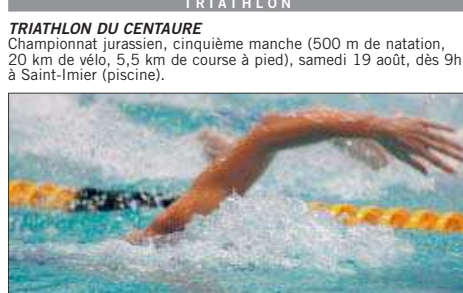 TRIATHLON
TRIATHLON DU CENTAURE
Championnat jurassien, cinquième manche (500 m de natation,
20 km de vélo, 5,5 km de course à pied), samedi 19 août, dès 9h
à Saint-Imier (piscine).